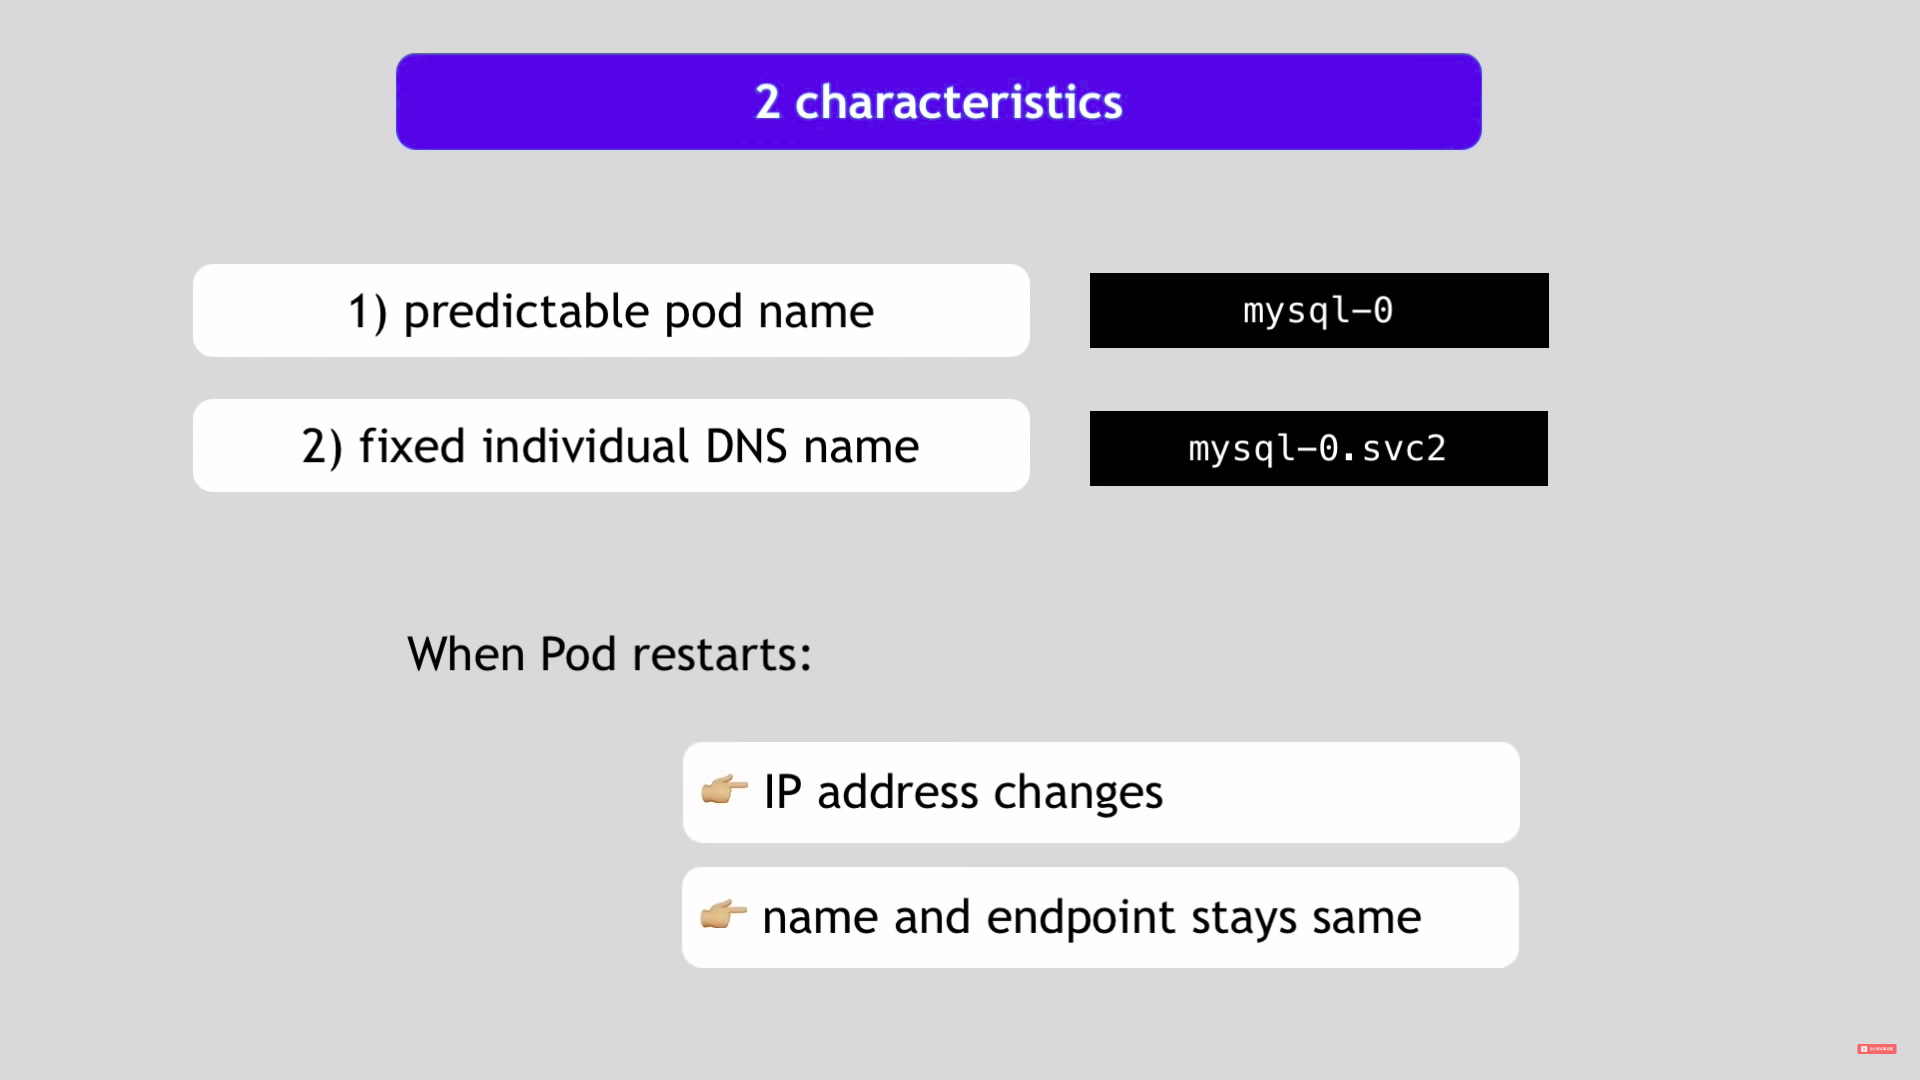 2 characteristics
1) predictable pod name
mysql-0
2) fixed individual DNS name
mysql-0.svc2
When Pod restarts:
👉🏼 IP address changes
👉🏼 name and endpoint stays same
SUBSCRIBE